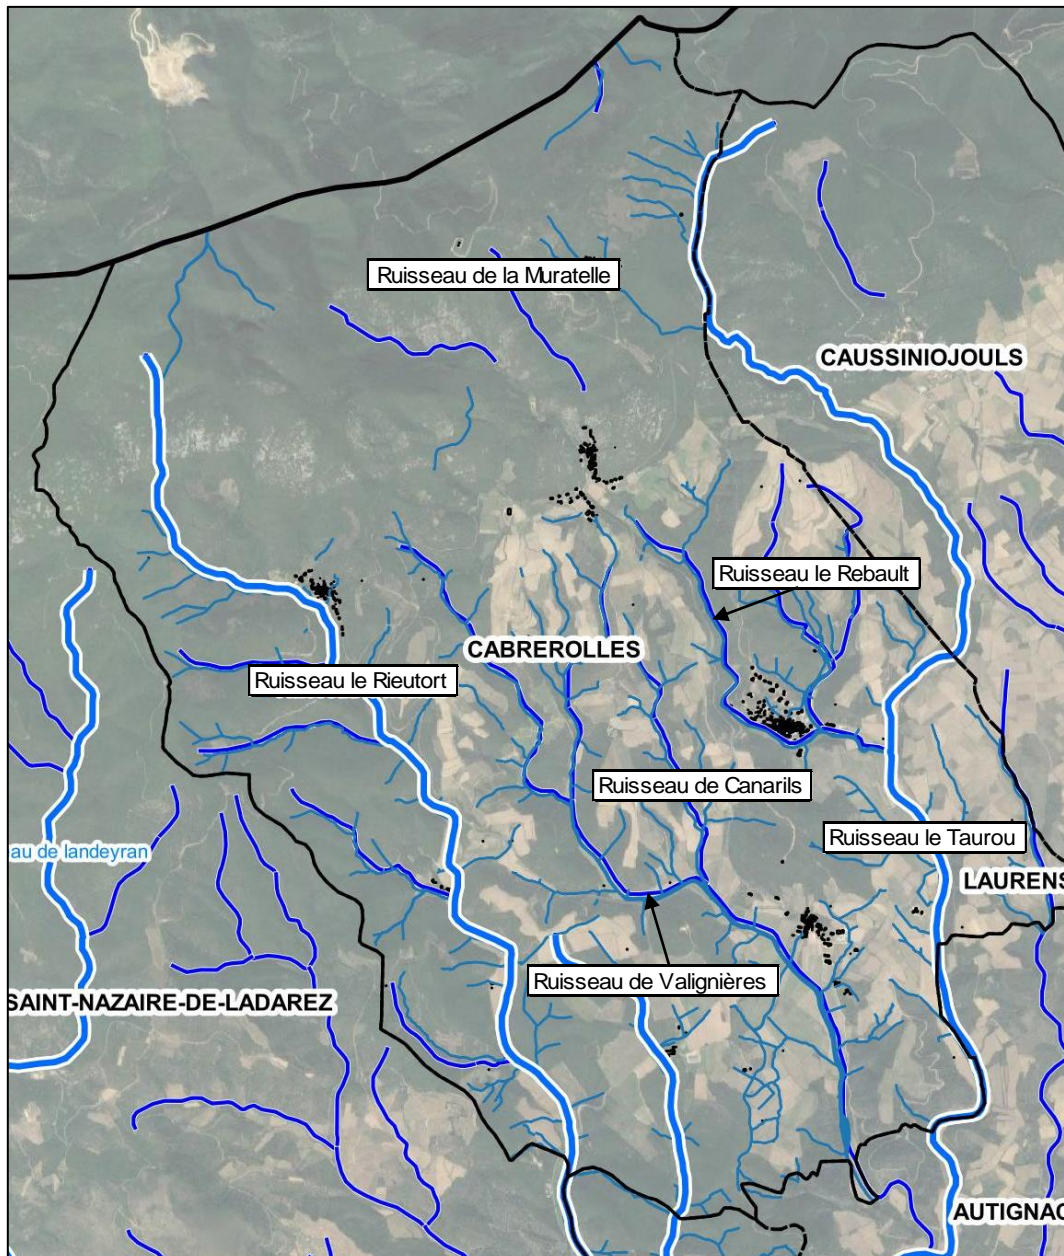 Ruisseau de la Muratelle
CAUSSINIOJOULS
Ruisseau le Rebault
CABREROLLES
Ruisseau le Rieutort
Ruisseau de Canarils
Ruisseau le Taurou
au de landeyran
LAURENS
Ruisseau de Valignières
SAINT-NAZAIRE-DE-LADAREZ
AUTIGNAC